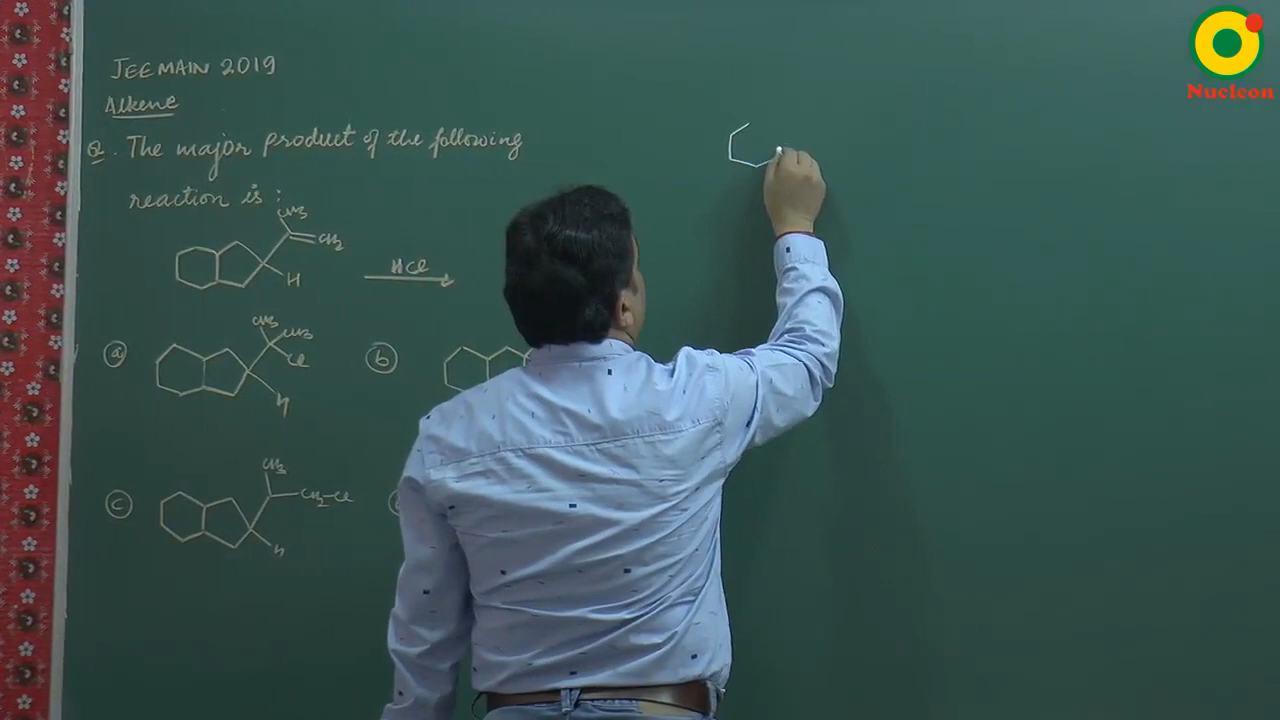 JEE MAIN 2019
Alkene
Q. The major product of the following
reaction is :
CH3
CH2
H
HCl
(a)
CH3
CH3
Cl
H
(b)
(c)
CH3
CH2-Cl
H
Nucleon